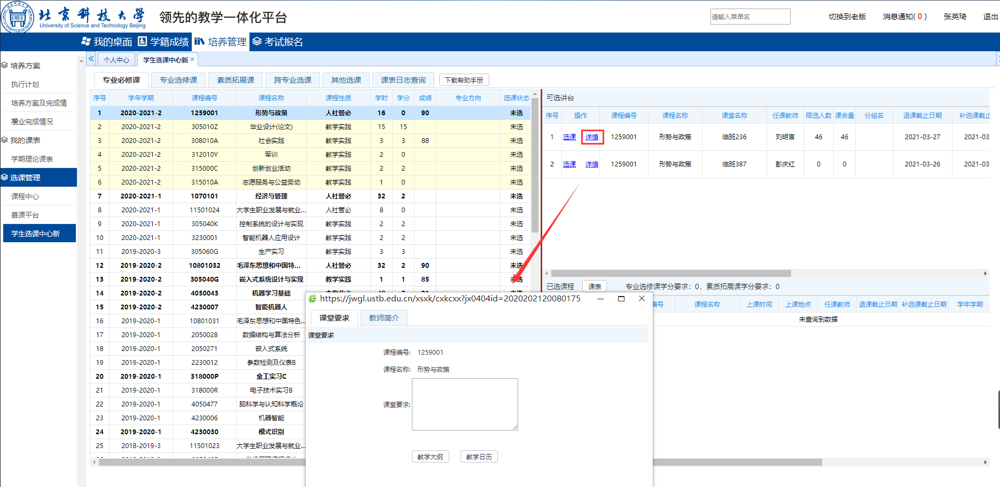 北京科技大学
University of Science and Technology Beijing
领先的教学一体化平台
请输入菜单名
切换到老版
消息通知( 0 )
张英琦
退出
我的桌面 学籍成绩 培养管理 考试报名
个人中心 学生选课中心新 ×
培养方案
执行计划
培养方案及完成情
学业完成情况
我的课表
学期理论课表
选课管理
课程中心
慕课平台
学生选课中心新
专业必修课 专业选修课 素质拓展课 跨专业选课 其他选课 课表日志查询 下载帮助手册
序号 学年学期 课程编号 课程名称 课程性质 学时 学分 成绩 专业方向 选课状态
1 2020-2021-2 1259001 形势与政策 人社管必 16 0 90 未选
2 2020-2021-2 305010Z 毕业设计(论文) 教学实践 15 15 未选
3 2020-2021-2 308010A 社会实践 教学实践 3 3 88 未选
4 2020-2021-2 312010Y 军训 教学实践 2 0 未选
5 2020-2021-2 315000C 创新创业活动 教学实践 2 2 未选
6 2020-2021-2 315010A 志愿服务与公益劳动 教学实践 1 0 未选
7 2020-2021-1 1070101 经济与管理 人社管必 32 2 未选
8 2020-2021-1 11501024 大学生职业发展与就业... 人社管必 8 0 未选
9 2020-2021-1 305040K 控制系统的设计与实现 教学实践 2 2 未选
10 2020-2021-1 3230001 智能机器人应用设计 教学实践 2 2 未选
11 2019-2020-3 305060G 生产实习 教学实践 3 3 未选
12 2019-2020-2 10801032 毛泽东思想和中国特... 人社管必 32 2 90 未选
13 2019-2020-2 305040G 嵌入式系统设计与实现 教学实践 1 1 85 未选
14 2019-2020-2 4050043 机器学习基础
15 2019-2020-2 4230007 智能机器人
16 2019-2020-1 10801031 毛泽东思想和中国特色...
17 2019-2020-1 2050028 数据结构与算法分析
18 2019-2020-1 2050271 嵌入式系统
19 2019-2020-1 2230012 参数检测及仪表B
20 2019-2020-1 318000P 金工实习C
21 2019-2020-1 318000R 电子技术实习B
22 2019-2020-1 4050477 脑科学与认知科学概论
23 2019-2020-1 4230006 机器智能
24 2019-2020-1 4230030 模式识别
25 2018-2019-3 11501023 大学生职业发展与就业...
可选讲台
序号 操作 课程编号 课程名称 课堂名称 任课教师 限选人数 课余量 分组名 退课截止日期 补选课截止
1 选课 详情 1259001 形势与政策 临班236 刘明言 46 46 2021-03-27 2021-03
2 选课 详情 1259001 形势与政策 临班387 彭庆红 0 0 2021-03-26 2021-03
已选课程 课表 专业选修课学分要求：0，素质拓展课学分要求：0
编号 课程名称 上课时间 上课地点 任课教师 退课截止日期 补选课截止日期 学年学期
未查询到数据
https://jwgl.ustb.edu.cn/xsxk/cxkcxx?jx0404id=2020202120080175
课堂要求 教师简介
课堂要求
课程编号: 1259001
课程名称: 形势与政策
课堂要求:
教学大纲 教学日历